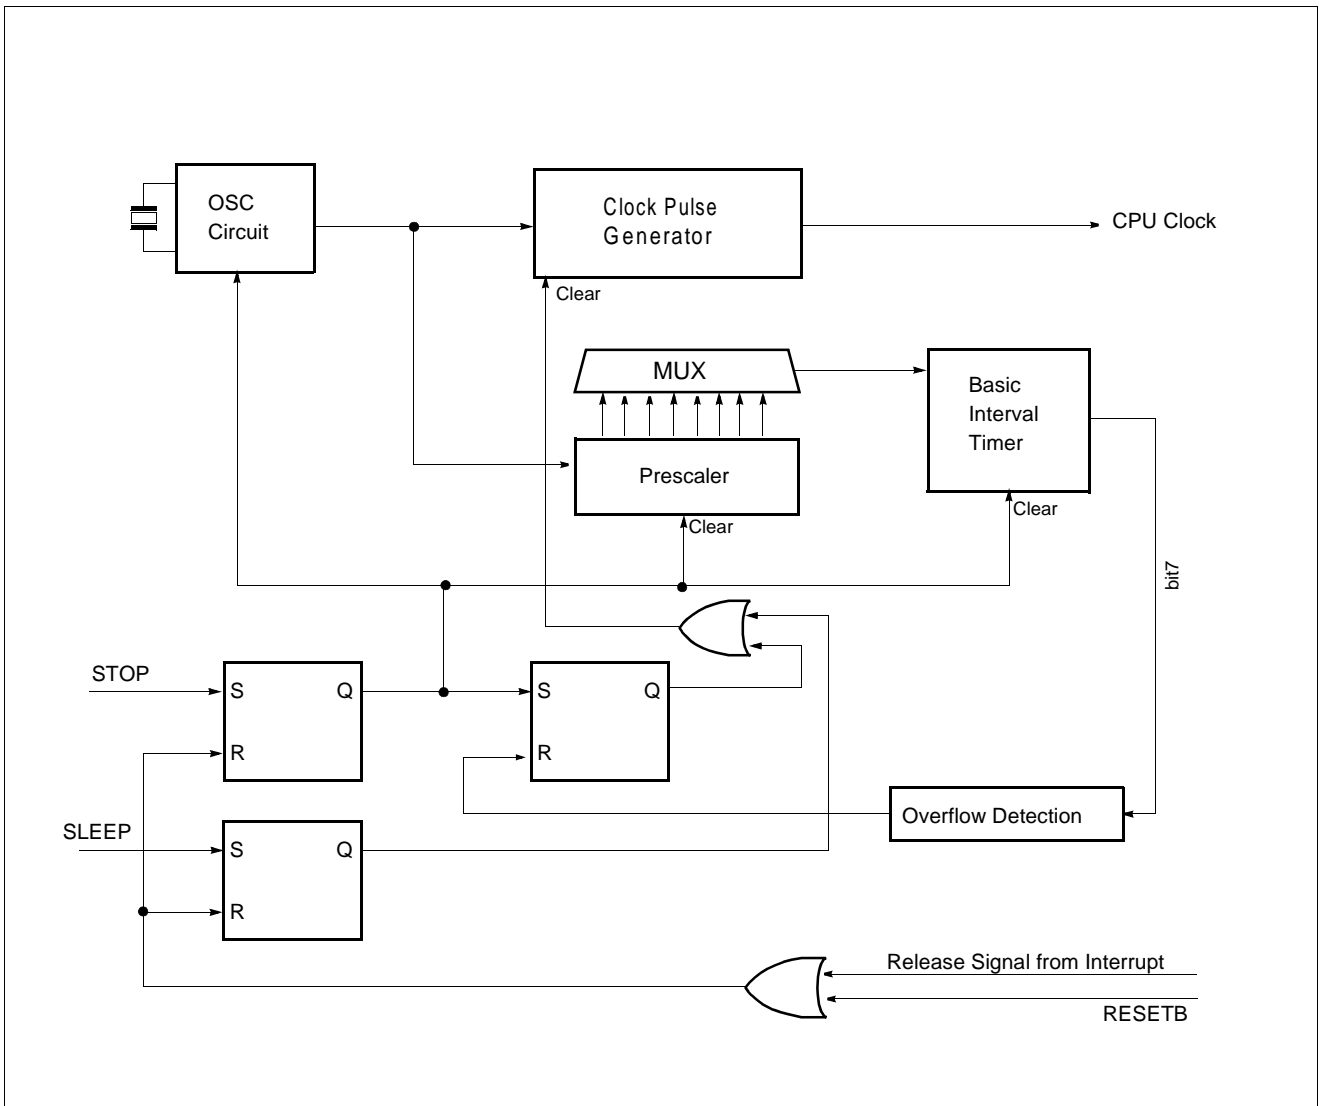 OSC
Circuit
Clock Pulse
Generator
CPU Clock
Clear
MUX
Basic
Interval
Timer
Prescaler
Clear
Clear
bit7
STOP
S
Q
R
S
Q
R
Overflow Detection
SLEEP
S
Q
R
Release Signal from Interrupt
RESETB